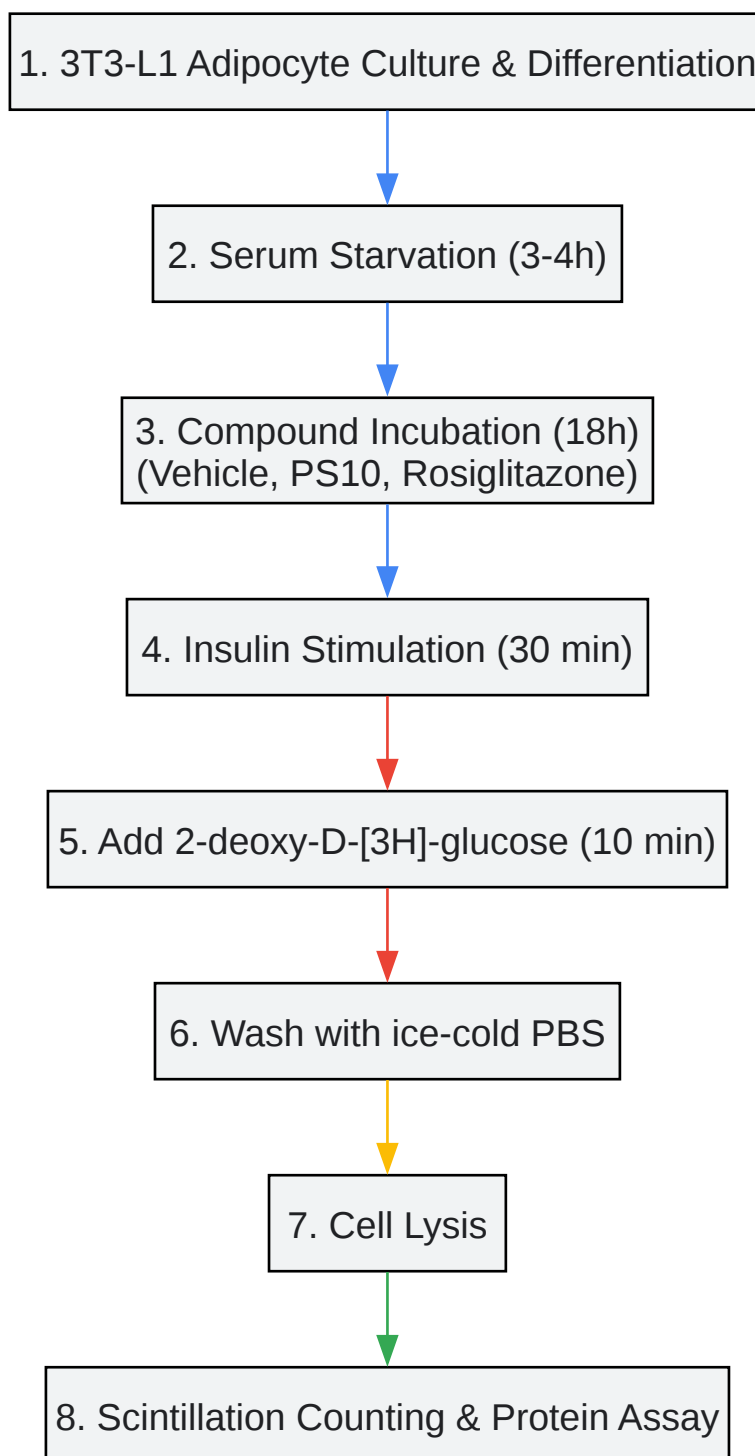 1. 3T3-L1 Adipocyte Culture & Differentiation
2. Serum Starvation (3-4h)
3. Compound Incubation (18h)
(Vehicle, PS10, Rosiglitazone)
4. Insulin Stimulation (30 min)
5. Add 2-deoxy-D-[3H]-glucose (10 min)
6. Wash with ice-cold PBS
7. Cell Lysis
8. Scintillation Counting & Protein Assay